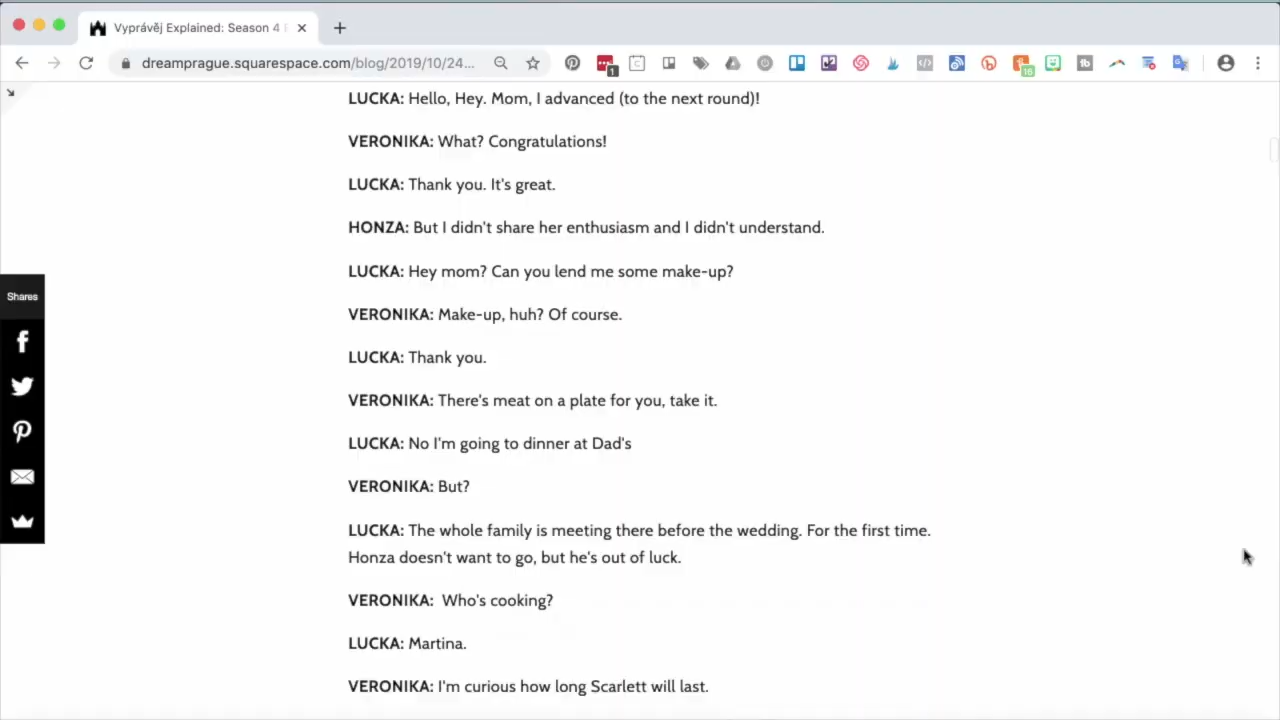 Vyprávěj Explained: Season 4
dreamprague.squarespace.com/blog/2019/10/24...
1
16
LUCKA: Hello, Hey. Mom, I advanced (to the next round)!
VERONIKA: What? Congratulations!
LUCKA: Thank you. It's great.
HONZA: But I didn't share her enthusiasm and I didn't understand.
LUCKA: Hey mom? Can you lend me some make-up?
VERONIKA: Make-up, huh? Of course.
LUCKA: Thank you.
VERONIKA: There's meat on a plate for you, take it.
LUCKA: No I'm going to dinner at Dad's
VERONIKA: But?
LUCKA: The whole family is meeting there before the wedding. For the first time.
Honza doesn't want to go, but he's out of luck.
VERONIKA: Who's cooking?
LUCKA: Martina.
VERONIKA: I'm curious how long Scarlett will last.
Shares